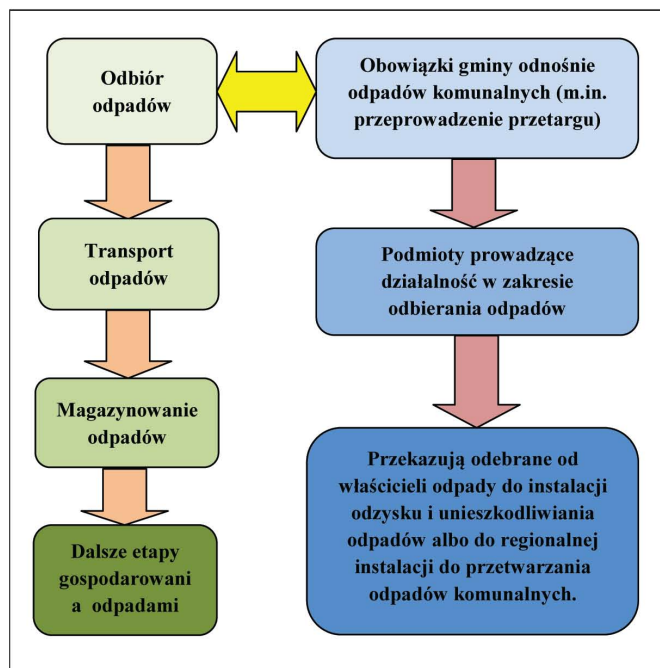 Odbiór
odpadów
Obowiązki gminy odnośnie
odpadów komunalnych (m.in.
przeprowadzenie przetargu)
Transport
odpadów
Podmioty prowadzące
działalność w zakresie
odbierania odpadów
Magazynowanie
odpadów
Przekazują odebrane od
właścicieli odpady do instalacji
odzysku i unieszkodliwiania
odpadów albo do regionalnej
instalacji do przetwarzania
odpadów komunalnych.
Dalsze etapy
gospodarowani
a odpadami